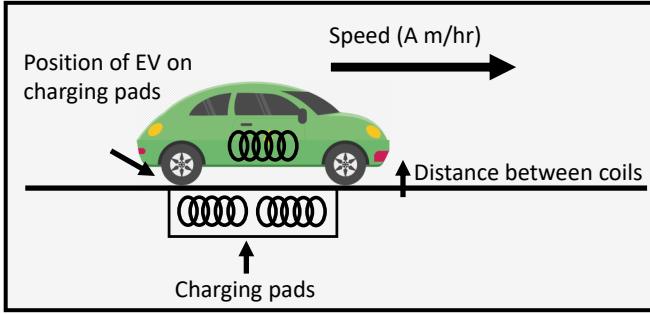 Speed (A m/hr)
Position of EV on
charging pads
Distance between coils
Charging pads